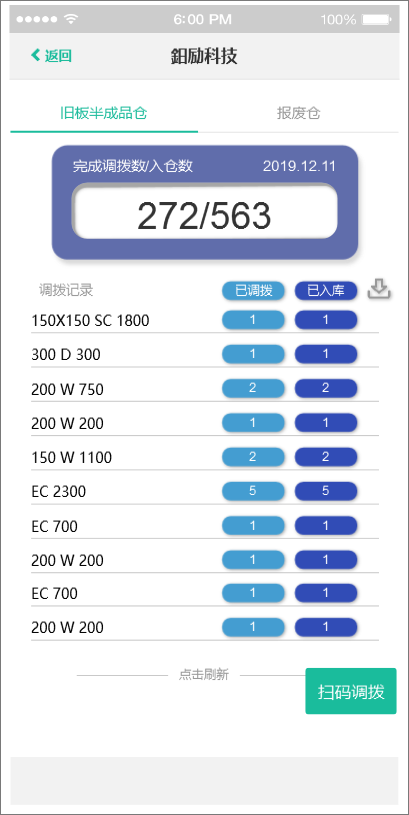 6:00 PM 100%
返回 鈤励科技
旧板半成品仓 报废仓
完成调拨数/入仓数 2019.12.11
272/563
调拨记录 已调拨 已入库
150X150 SC 1800 1 1
300 D 300 1 1
200 W 750 2 2
200 W 200 1 1
150 W 1100 2 2
EC 2300 5 5
EC 700 1 1
200 W 200 1 1
EC 700 1 1
200 W 200 1 1
点击刷新
扫码调拨